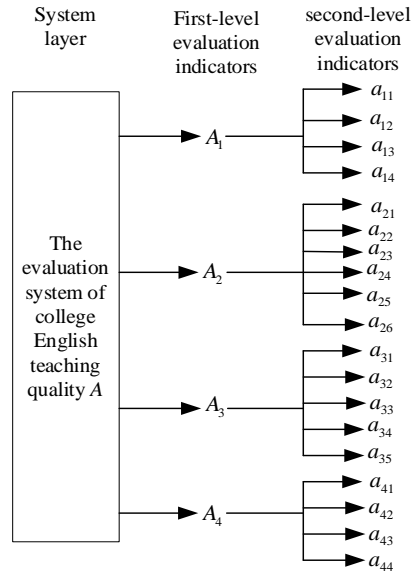 System
layer
First-level
evaluation
indicators
second-level
evaluation
indicators
The
evaluation
system of
college
English
teaching
quality A
A1
a11
a12
a13
a14
A2
a21
a22
a23
a24
a25
a26
A3
a31
a32
a33
a34
a35
A4
a41
a42
a43
a44